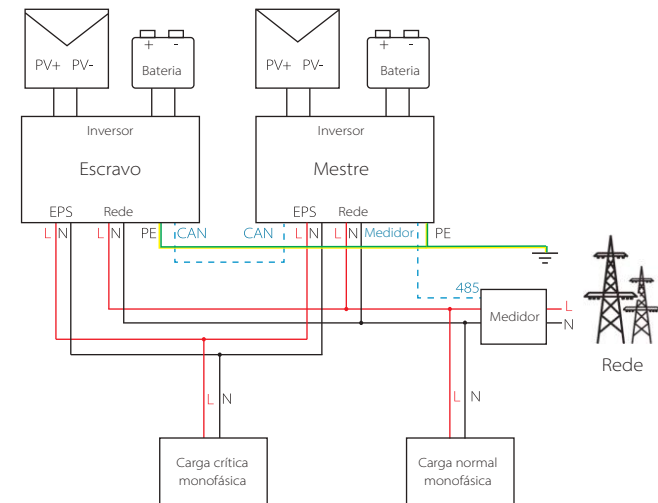 PV+ PV-
+ -
Bateria
PV+ PV-
+ -
Bateria
Inversor
Escravo
EPS Rede
Inversor
Mestre
EPS Rede
L N L N PE CAN
CAN L N L N Medidor PE
485
Medidor
L
N
Rede
L N
L N
Carga crítica
monofásica
Carga normal
monofásica